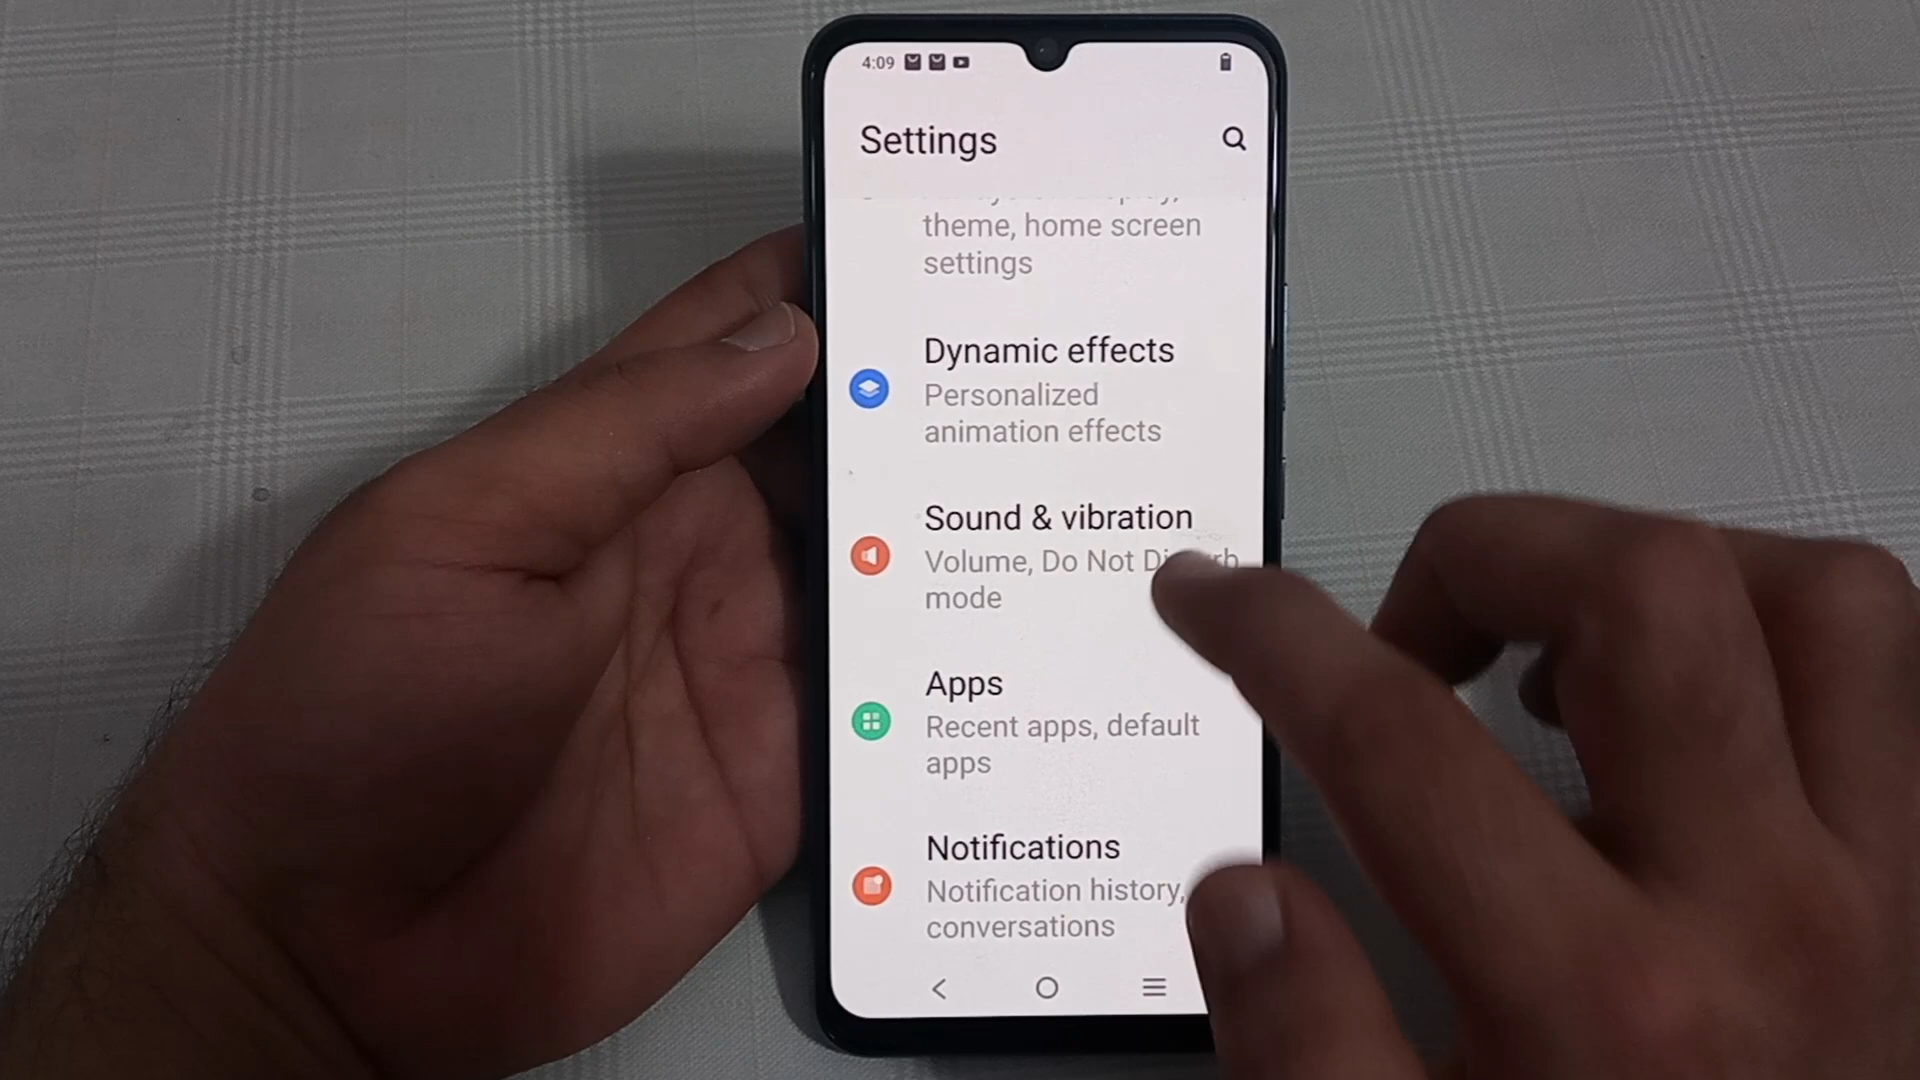 4:09
Settings
theme, home screen
settings
Dynamic effects
Personalized
animation effects
Sound & vibration
Volume, Do Not
mode
Apps
Recent apps, default
apps
Notifications
Notification history,
conversations